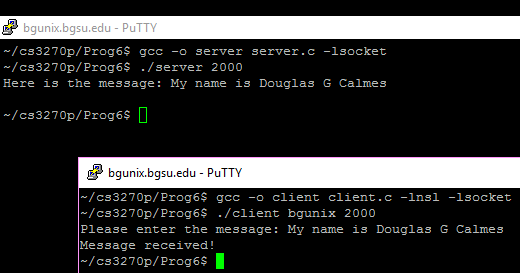 bgunix.bgsu.edu - PuTTY
~/cs3270p/Prog6$ gcc -o server server.c -lsocket
~/cs3270p/Prog6$ ./server 2000
Here is the message: My name is Douglas G Calmes
~/cs3270p/Prog6$
bgunix.bgsu.edu - PuTTY
~/cs3270p/Prog6$ gcc -o client client.c -lnsl -lsocket
~/cs3270p/Prog6$ ./client bgunix 2000
Please enter the message: My name is Douglas G Calmes
Message received!
~/cs3270p/Prog6$